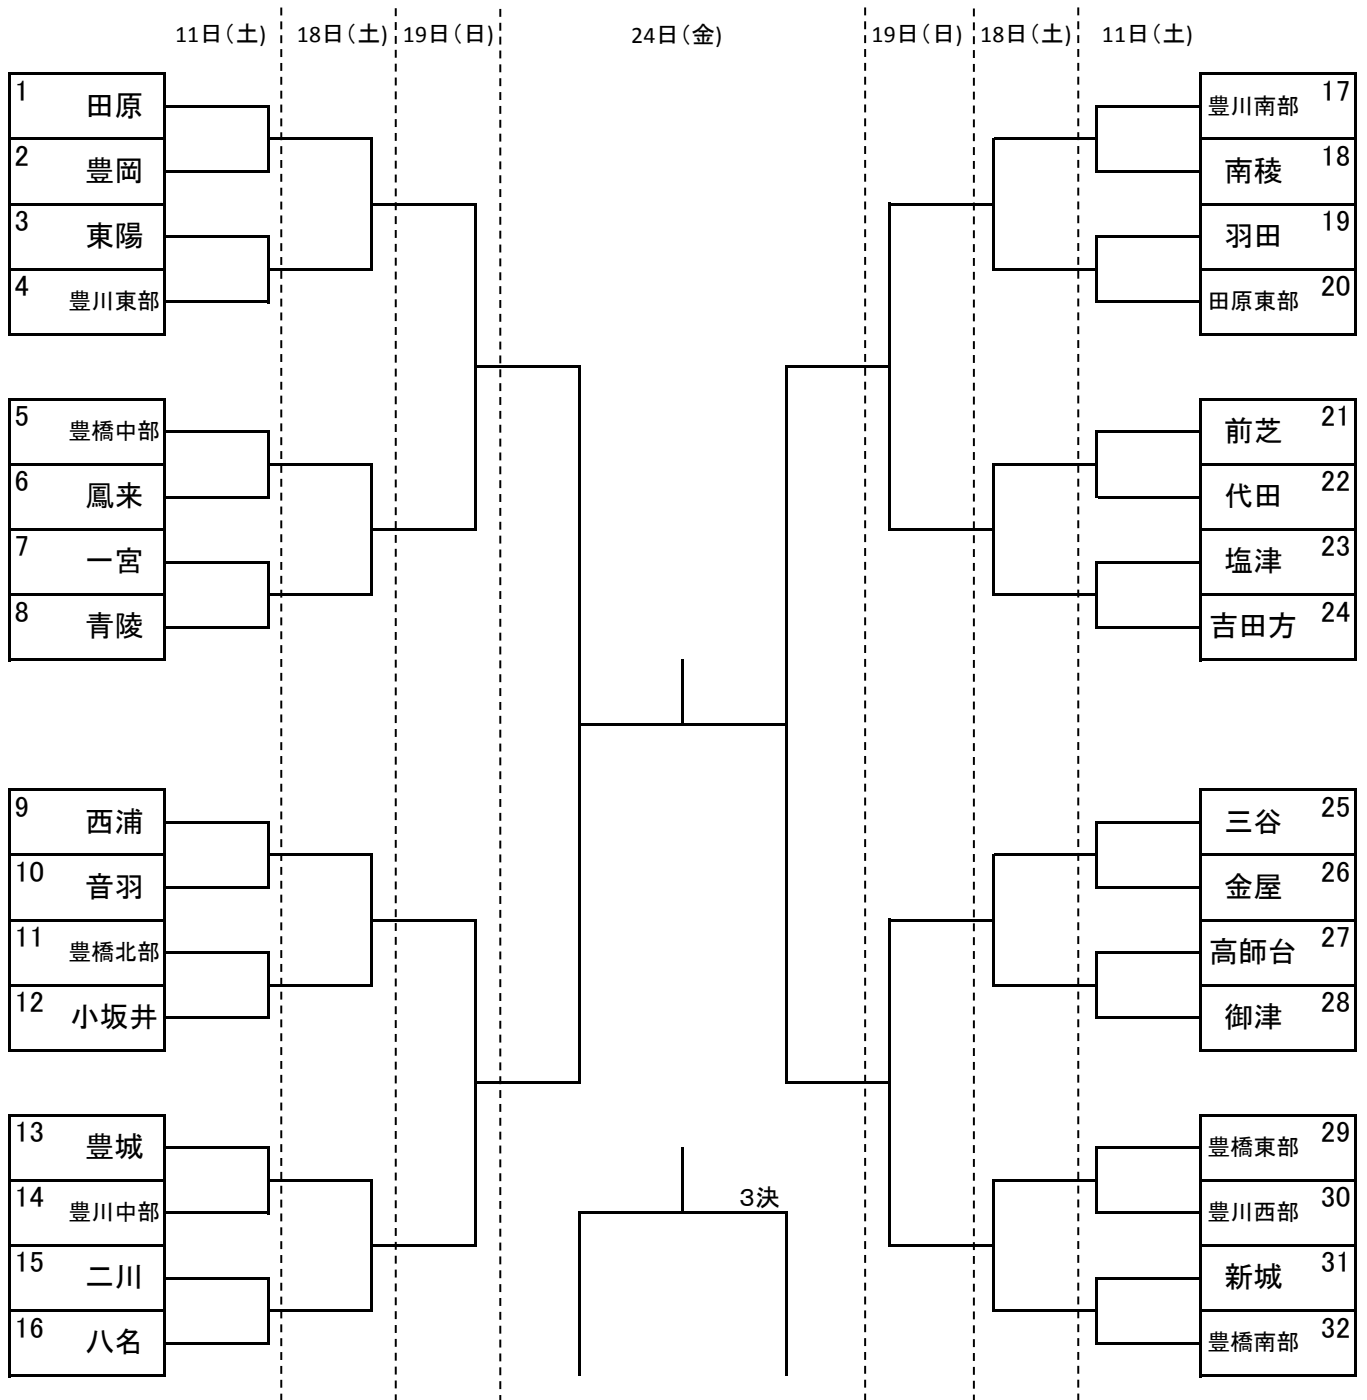 11日(土) 18日(土) 19日(日) 24日(金) 19日(日) 18日(土) 11日(土)
1 田原
2 豊岡
3 東陽
4 豊川東部
5 豊橋中部
6 鳳来
7 一宮
8 青陵
9 西浦
10 音羽
11 豊橋北部
12 小坂井
13 豊城
14 豊川中部
15 二川
16 八名
3決
豊川南部 17
南稜 18
羽田 19
田原東部 20
前芝 21
代田 22
塩津 23
吉田方 24
三谷 25
金屋 26
高師台 27
御津 28
豊橋東部 29
豊川西部 30
新城 31
豊橋南部 32